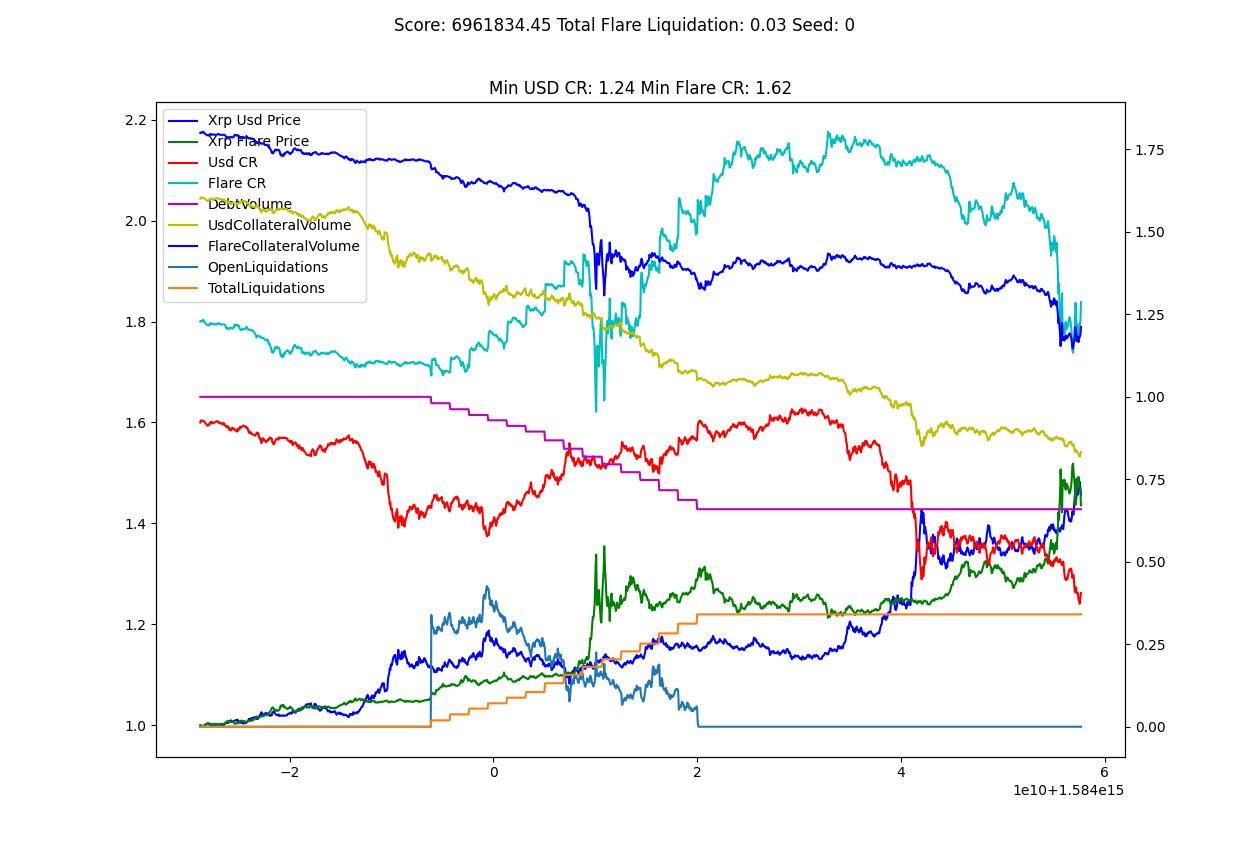 Score: 6961834.45 Total Flare Liquidation: 0.03 Seed: 0
Min USD CR: 1.24 Min Flare CR: 1.62
Xrp Usd Price
Xrp Flare Price
Usd CR
Flare CR
DebtVolume
UsdCollateralVolume
FlareCollateralVolume
OpenLiquidations
TotalLiquidations
2.2
2.0
1.8
1.6
1.4
1.2
1.0
1.75
1.50
1.25
1.00
0.75
0.50
0.25
0.00
−2
0
2
4
6
1e10+1.584e15